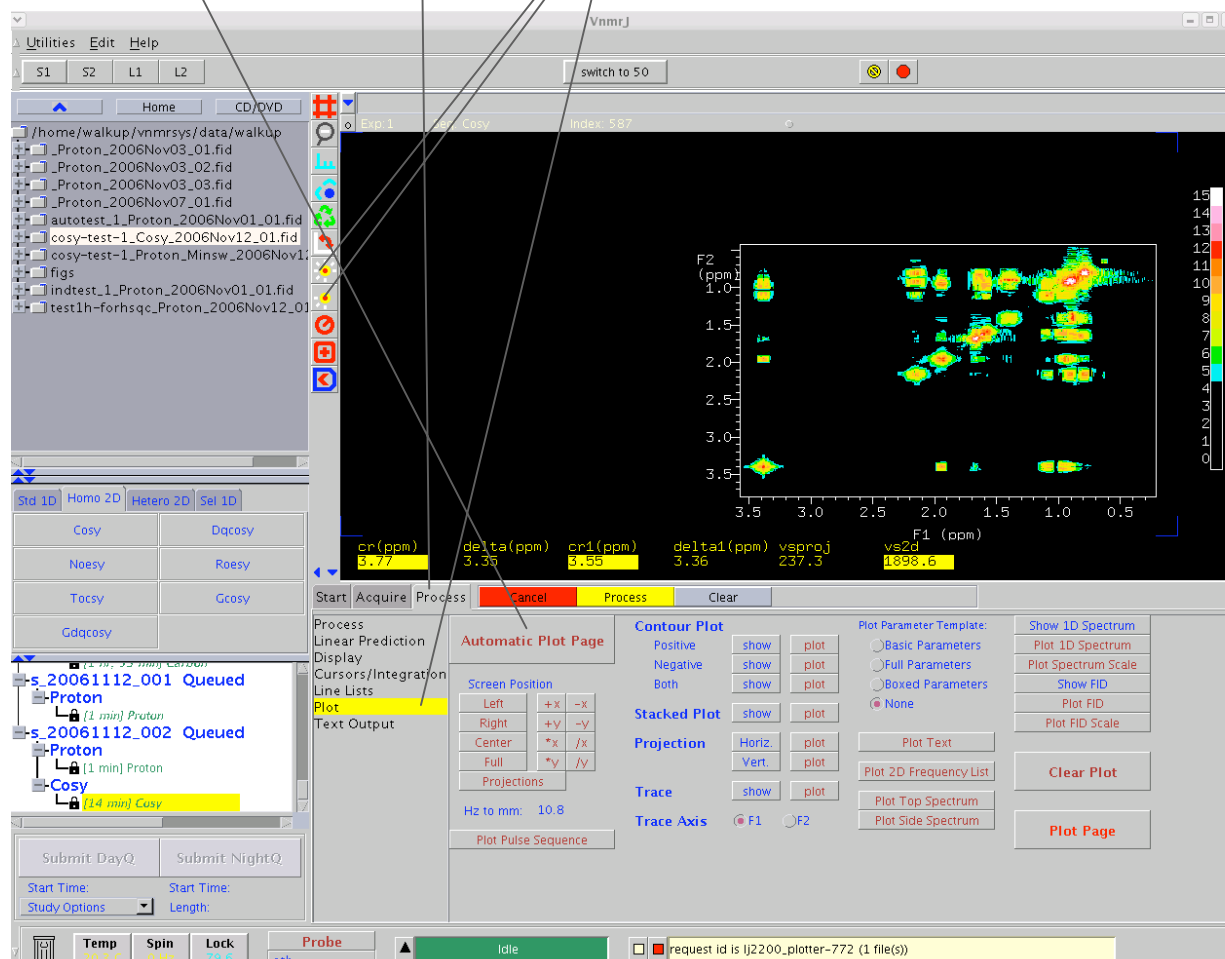 VnmrJ
Utilities Edit Help
S1 S2 L1 L2 switch to 50
Home CD/DVD
/home/walkup/vnmrsys/data/walkup
_Proton_2006Nov03_01.fid
_Proton_2006Nov03_02.fid
_Proton_2006Nov03_03.fid
_Proton_2006Nov07_01.fid
autotest_1_Proton_2006Nov01_01.fid
cosy-test-1_Cosy_2006Nov12_01.fid
cosy-test-1_Proton_Minsw_2006Nov12
figs
indtest_1_Proton_2006Nov01_01.fid
test1h-forhsqc_Proton_2006Nov12_01
Exp:1 Seq: Cosy Index: 587
F2
(ppm)
1.0
1.5
2.0
2.5
3.0
3.5
3.5 3.0 2.5 2.0 1.5 1.0 0.5
F1 (ppm)
15
14
13
12
11
10
9
8
7
6
5
4
3
2
1
0
cr(ppm) delta(ppm) cr1(ppm) delta1(ppm) vsproj vs2d
3.77 3.35 3.55 3.36 237.3 1898.6
Std 1D Homo 2D Hetero 2D Sel 1D
Cosy Dqcosy
Noesy Roesy
Tocsy Gcosy
Gdqcosy
[1 hr, 55 min] Carbon
s_20061112_001 Queued
Proton
[1 min] Proton
s_20061112_002 Queued
Proton
[1 min] Proton
Cosy
[14 min] Cosy
Submit DayQ Submit NightQ
Start Time: Start Time:
Study Options Length:
Start Acquire Process Cancel Process Clear
Process
Linear Prediction
Display
Cursors/Integration
Line Lists
Plot
Text Output
Automatic Plot Page
Screen Position
Left +x -x
Right +y -y
Center *x /x
Full *y /y
Projections
Hz to mm: 10.8
Plot Pulse Sequence
Contour Plot
Positive show plot
Negative show plot
Both show plot
Stacked Plot show plot
Projection Horiz. plot
Vert. plot
Trace show plot
Trace Axis F1 F2
Plot Parameter Template:
Basic Parameters
Full Parameters
Boxed Parameters
None
Plot Text
Plot 2D Frequency List
Plot Top Spectrum
Plot Side Spectrum
Show 1D Spectrum
Plot 1D Spectrum
Plot Spectrum Scale
Show FID
Plot FID
Plot FID Scale
Clear Plot
Plot Page
Temp Spin Lock Probe
Idle
request id is lj2200_plotter-772 (1 file(s))